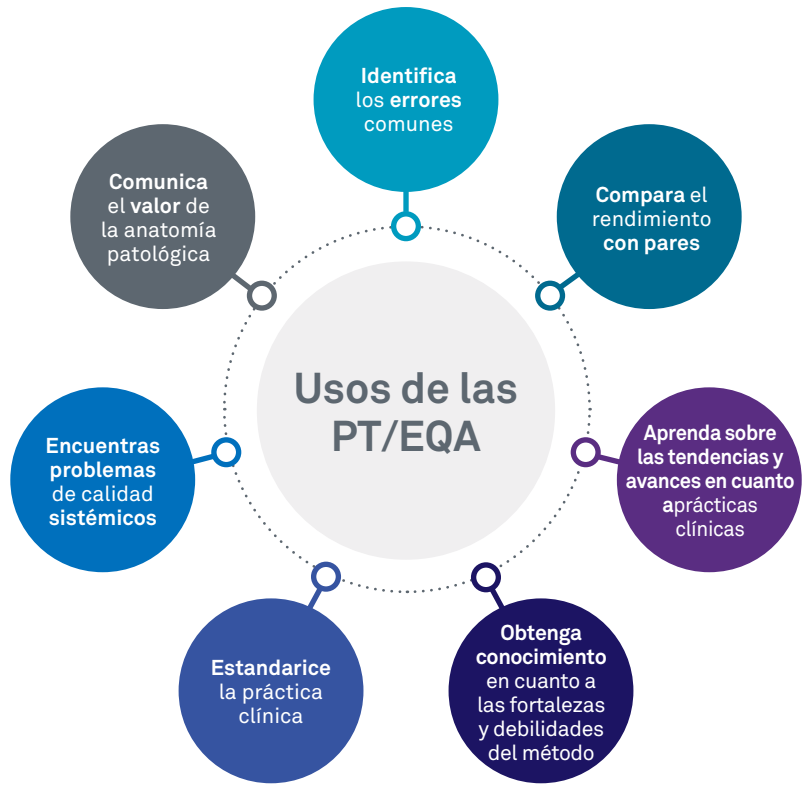 Identifica
los errores
comunes
Compara el
rendimiento
con pares
Aprenda sobre
las tendencias y
avances en cuanto
aprácticas
clínicas
Obtenga
conocimiento
en cuanto a
las fortalezas
y debilidades
del método
Estandarice
la práctica
clínica
Encuentras
problemas
de calidad
sistémicos
Comunica
el valor de
la anatomía
patológica
Usos de las
PT/EQA